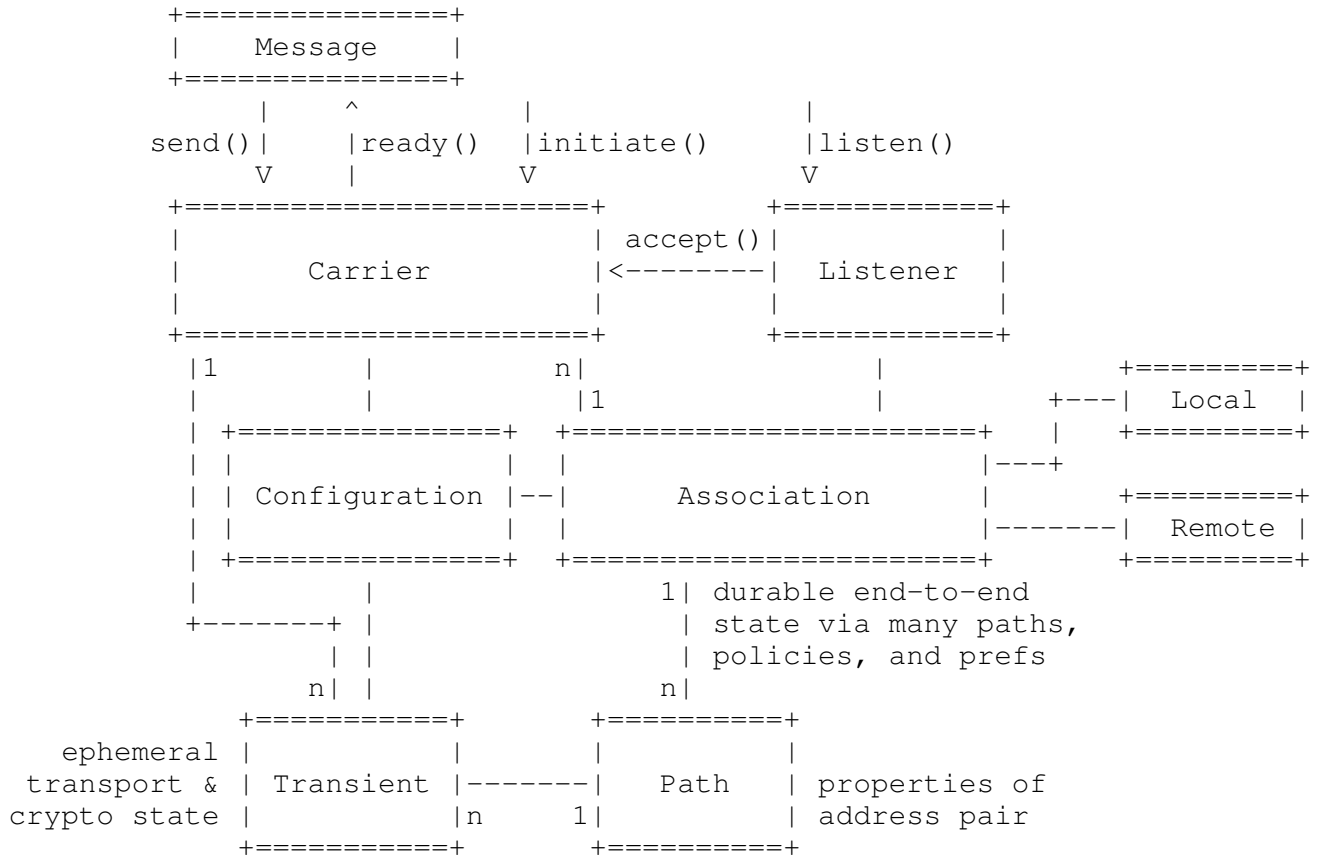 Message
send() ready() initiate() listen()
accept()
Carrier Listener
1 n
1 Local
Configuration Association
Remote
1 durable end-to-end
state via many paths,
policies, and prefs
n n
ephemeral
transport & Transient Path properties of
crypto state n 1 address pair